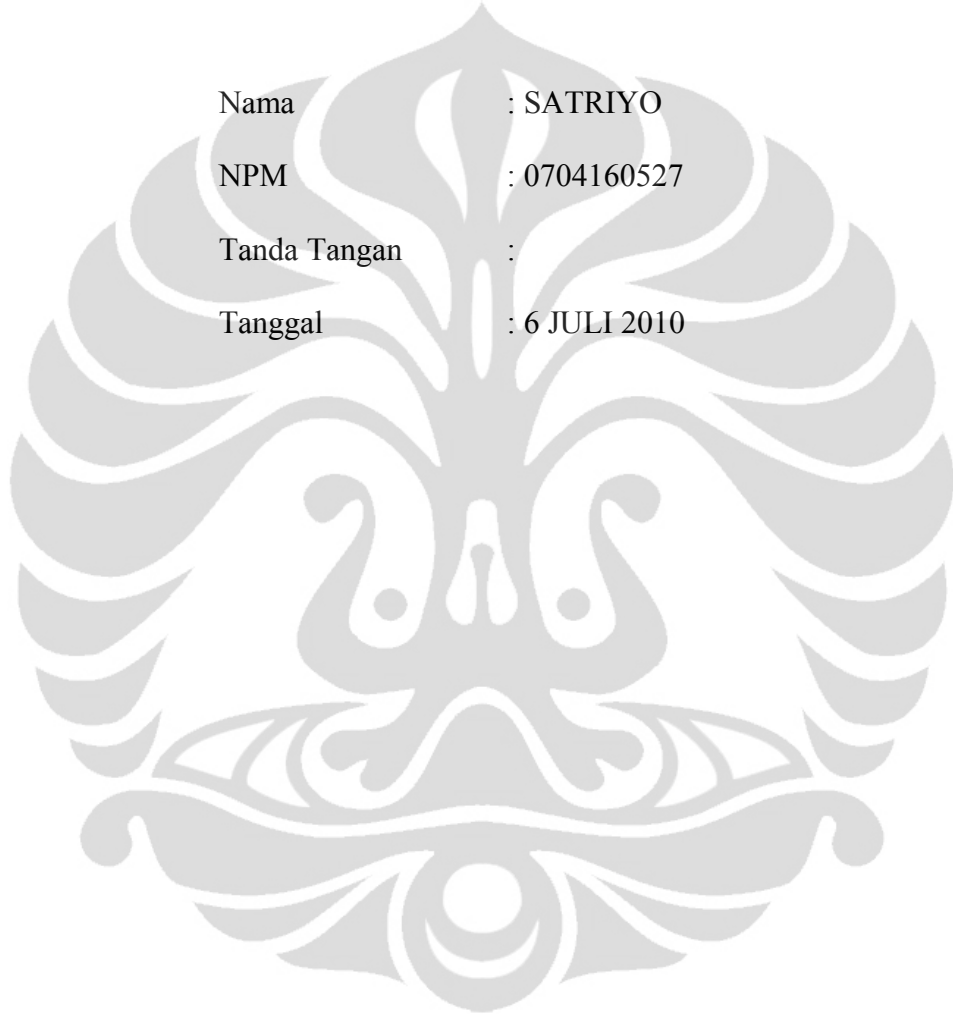 Nama : SATRIYO
NPM : 0704160527
Tanda Tangan :
Tanggal : 6 JULI 2010